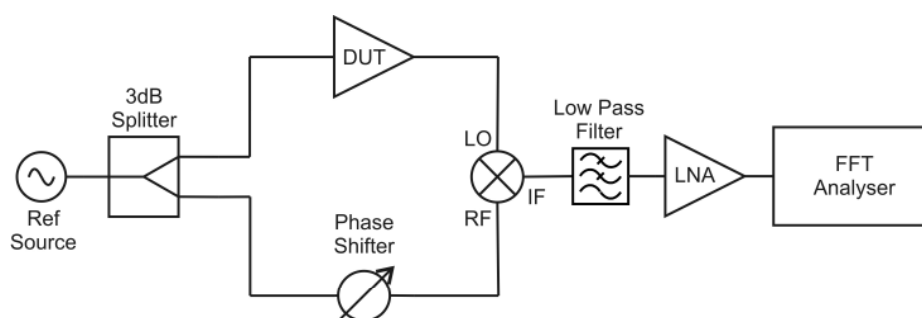 3dB
Splitter
Ref
Source
DUT
Phase
Shifter
LO
RF
IF
Low Pass
Filter
LNA
FFT
Analyser